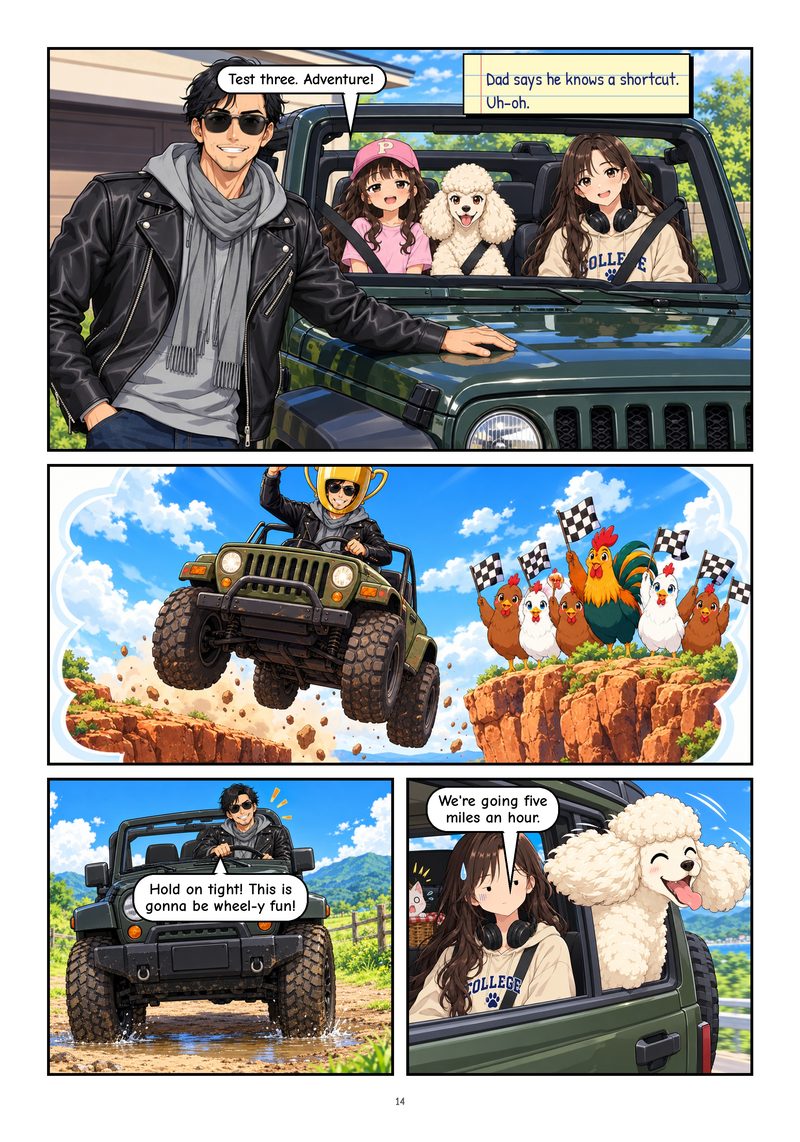 Test three. Adventure!
Dad says he knows a shortcut.
Uh-oh.
P
COLLEGE
Hold on tight! This is
gonna be wheel-y fun!
We're going five
miles an hour.
COLLEGE
14